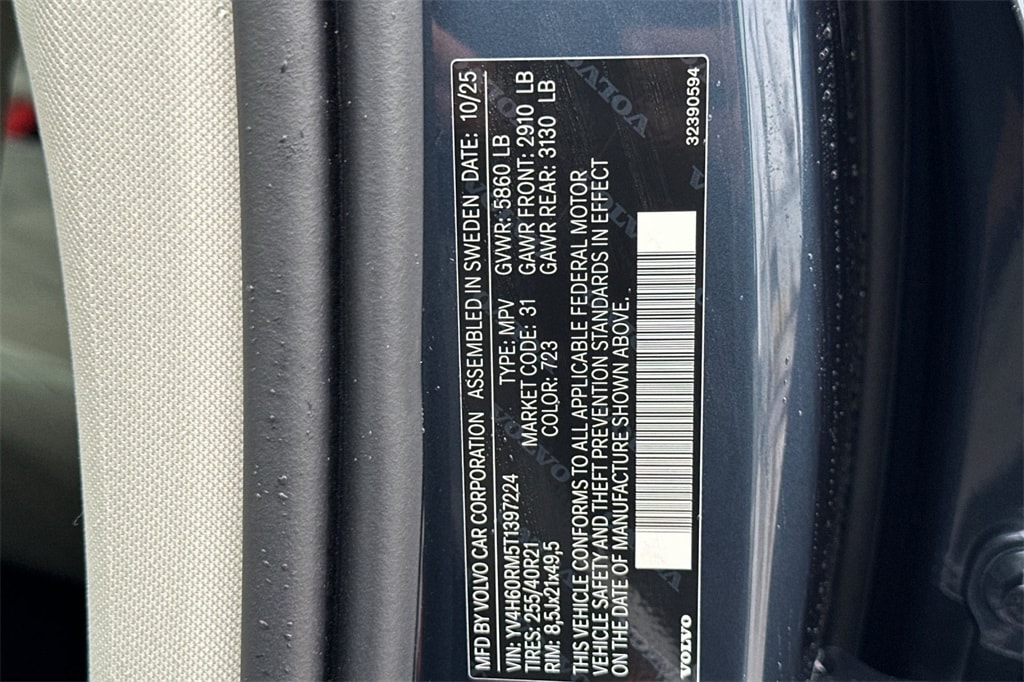 MFD BY VOLVO CAR CORPORATION ASSEMBLED IN SWEDEN DATE: 10/25
VIN: YV4H60RM5T1397224 TYPE: MPV GVWR: 5860 LB
TIRES: 255/40R21 MARKET CODE: 31 GAWR FRONT: 2910 LB
RIM: 8,5Jx21x49,5 COLOR: 723 GAWR REAR: 3130 LB
THIS VEHICLE CONFORMS TO ALL APPLICABLE FEDERAL MOTOR
VEHICLE SAFETY AND THEFT PREVENTION STANDARDS IN EFFECT
ON THE DATE OF MANUFACTURE SHOWN ABOVE.
VOLVO 32390594